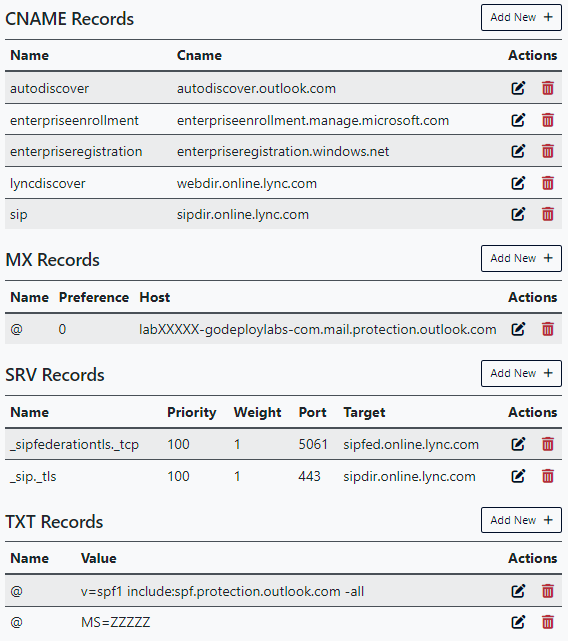 CNAME Records Add New +
Name Cname Actions
autodiscover autodiscover.outlook.com
enterpriseenrollment enterpriseenrollment.manage.microsoft.com
enterpriseregistration enterpriseregistration.windows.net
lyncdiscover webdir.online.lync.com
sip sipdir.online.lync.com
MX Records Add New +
Name Preference Host Actions
@ 0 labXXXXX-godeploylabs-com.mail.protection.outlook.com
SRV Records Add New +
Name Priority Weight Port Target Actions
_sipfederationtls._tcp 100 1 5061 sipfed.online.lync.com
_sip._tls 100 1 443 sipdir.online.lync.com
TXT Records Add New +
Name Value Actions
@ v=spf1 include:spf.protection.outlook.com -all
@ MS=ZZZZZ